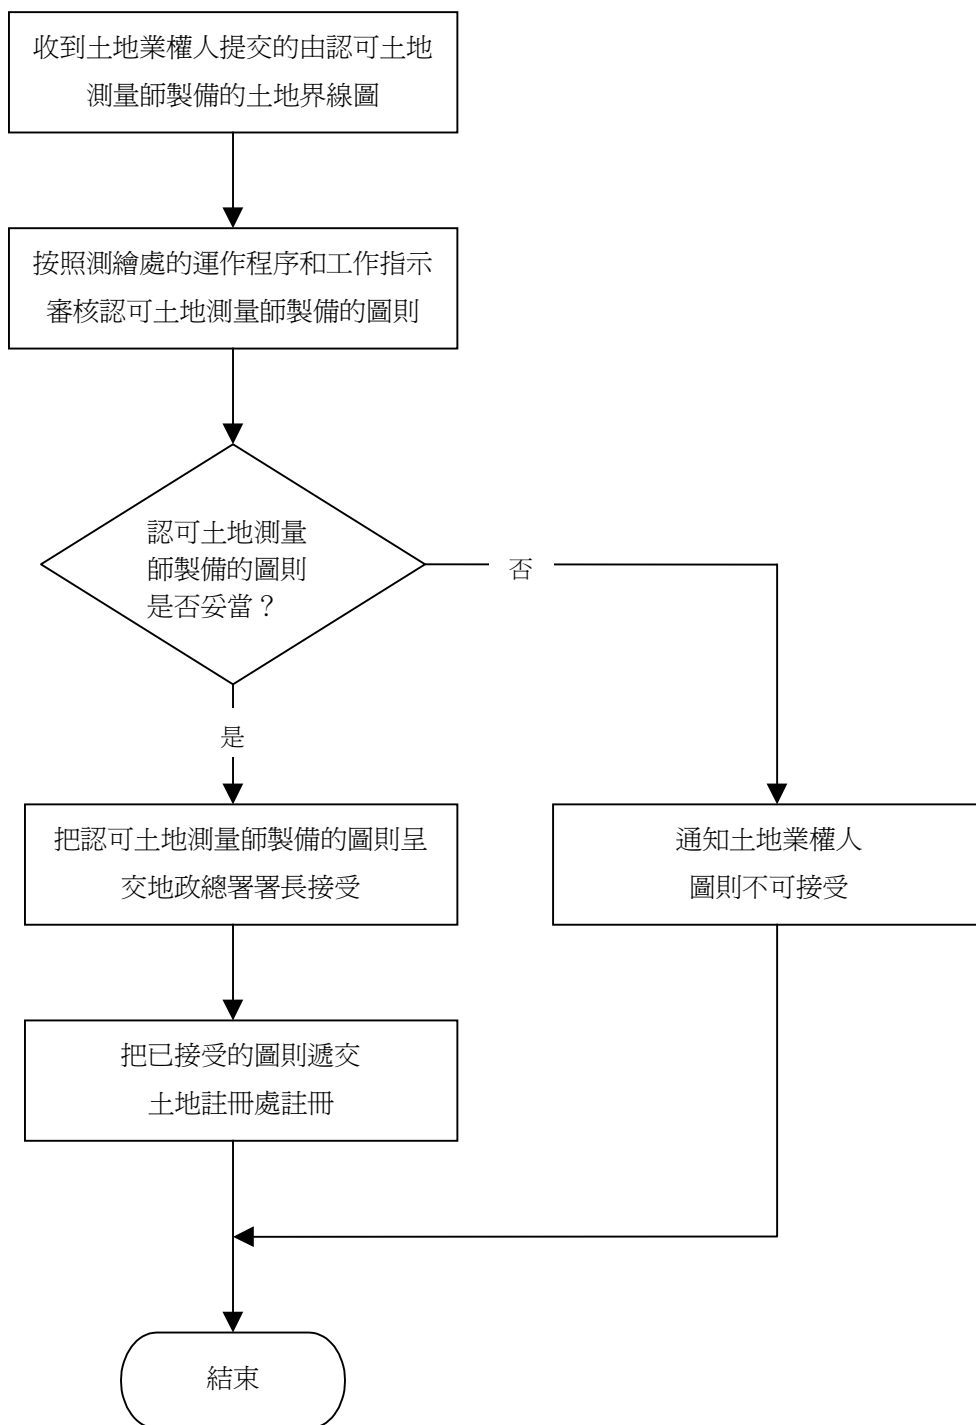 收到土地業權人提交的由認可土地
測量師製備的土地界線圖
按照測繪處的運作程序和工作指示
審核認可土地測量師製備的圖則
認可土地測量
師製備的圖則
是否妥當？
否
是
把認可土地測量師製備的圖則呈
交地政總署署長接受
通知土地業權人
圖則不可接受
把已接受的圖則遞交
土地註冊處註冊
結束